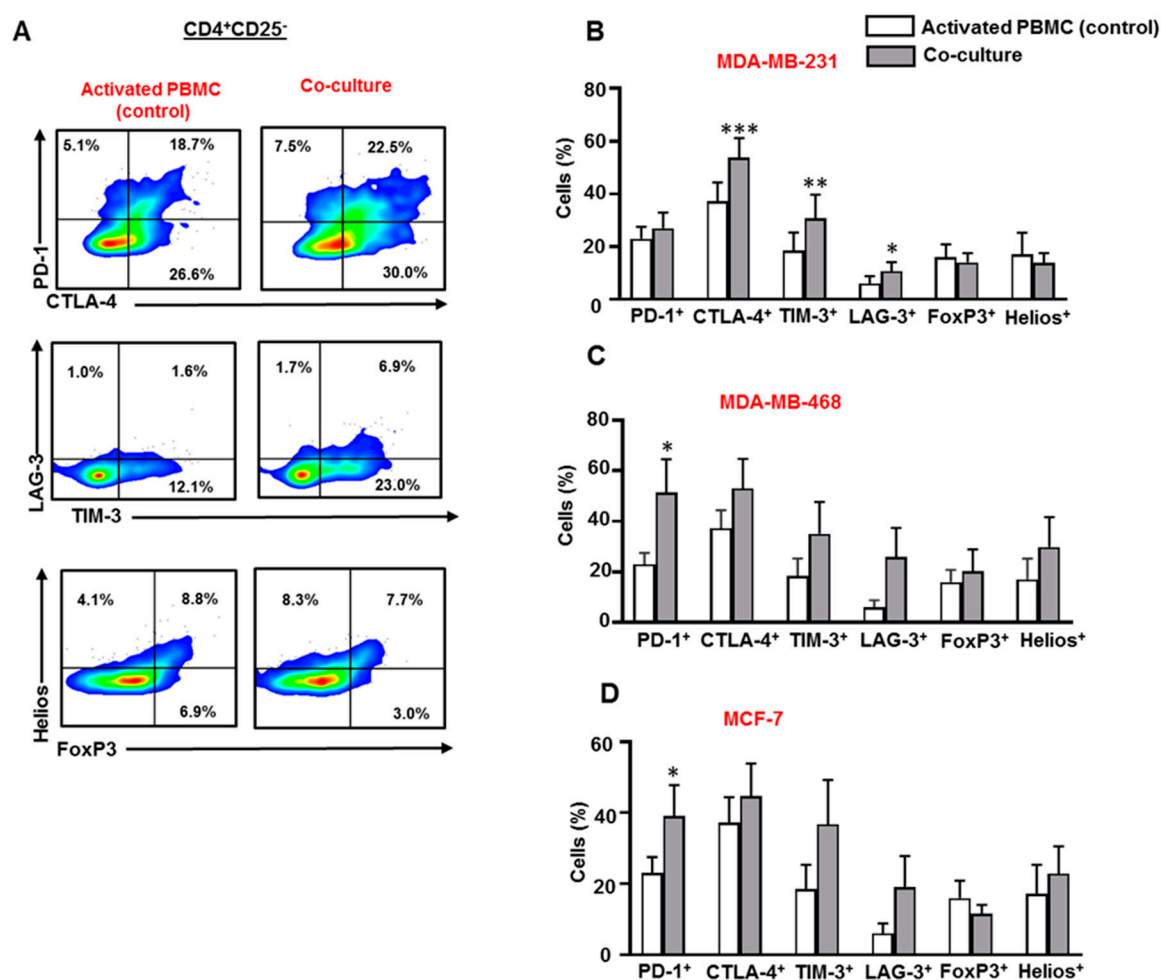 A
CD4⁺CD25⁻
Activated PBMC
(control)
Co-culture
5.1%
18.7%
26.6%
7.5%
22.5%
30.0%
PD-1
CTLA-4
1.0%
1.6%
12.1%
1.7%
6.9%
23.0%
LAG-3
TIM-3
4.1%
8.8%
6.9%
8.3%
7.7%
3.0%
Helios
FoxP3
Activated PBMC (control)
Co-culture
B
MDA-MB-231
***
**
*
Cells (%)
80
60
40
20
0
PD-1⁺ CTLA-4⁺ TIM-3⁺ LAG-3⁺ FoxP3⁺ Helios⁺
C
MDA-MB-468
*
Cells (%)
80
60
40
20
0
PD-1⁺ CTLA-4⁺ TIM-3⁺ LAG-3⁺ FoxP3⁺ Helios⁺
D
MCF-7
*
Cells (%)
60
40
20
0
PD-1⁺ CTLA-4⁺ TIM-3⁺ LAG-3⁺ FoxP3⁺ Helios⁺